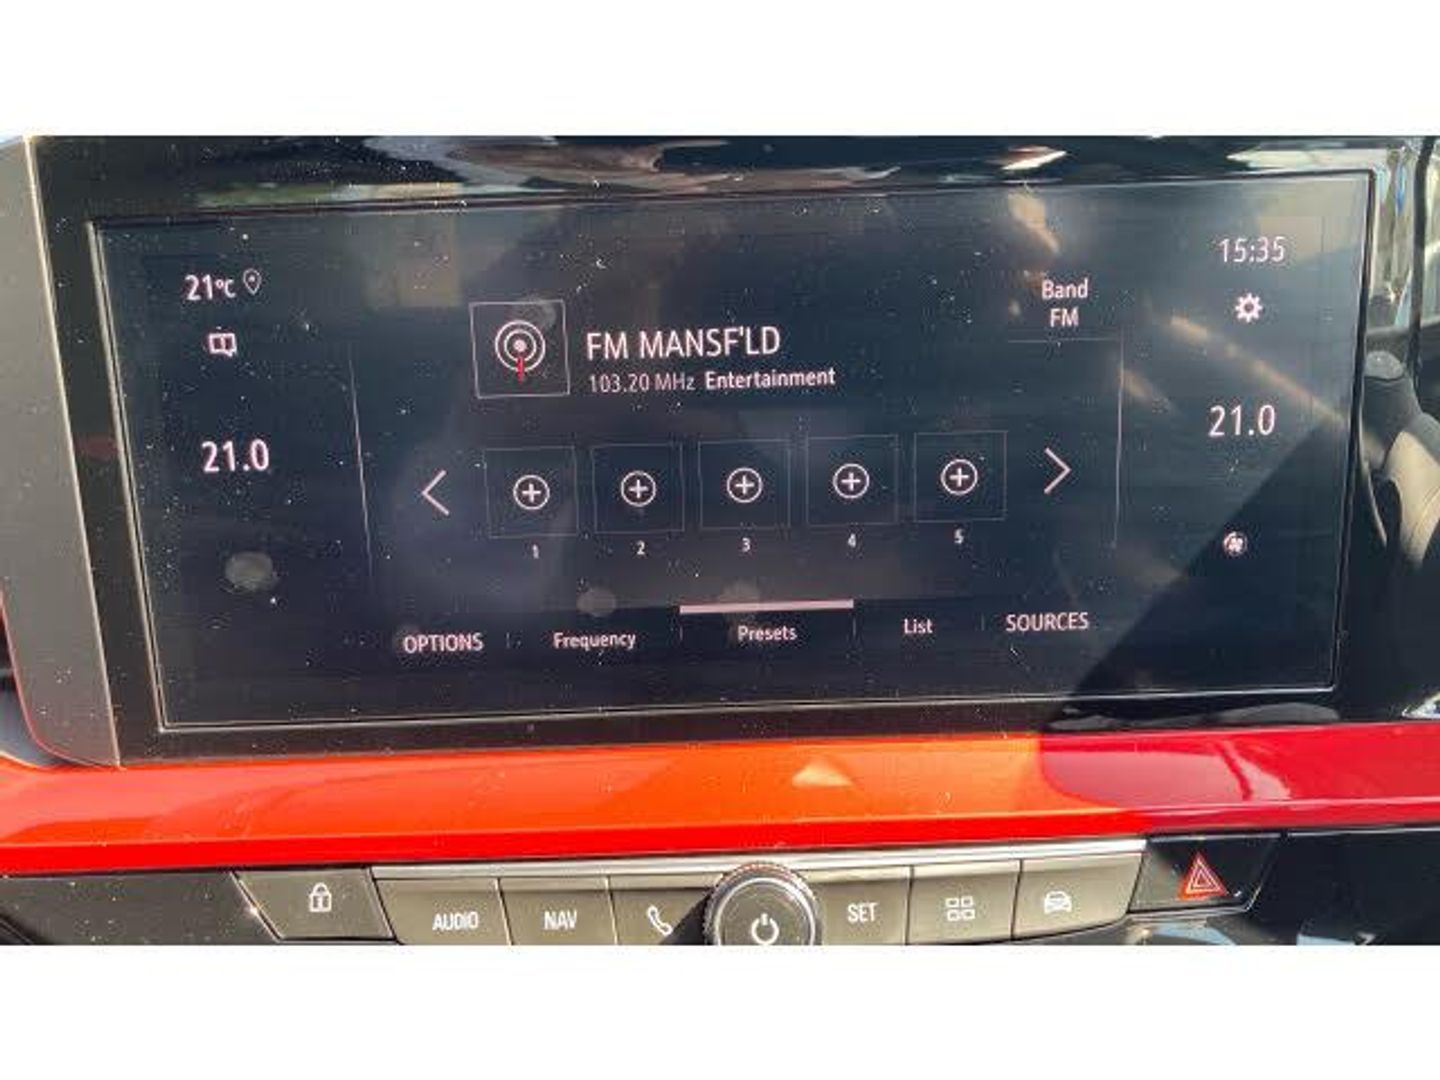 21°C
15:35
Band
FM
FM MANSF'LD
103.20 MHz Entertainment
21.0
21.0
1 2 3 4 5
OPTIONS Frequency Presets List SOURCES
AUDIO NAV SET